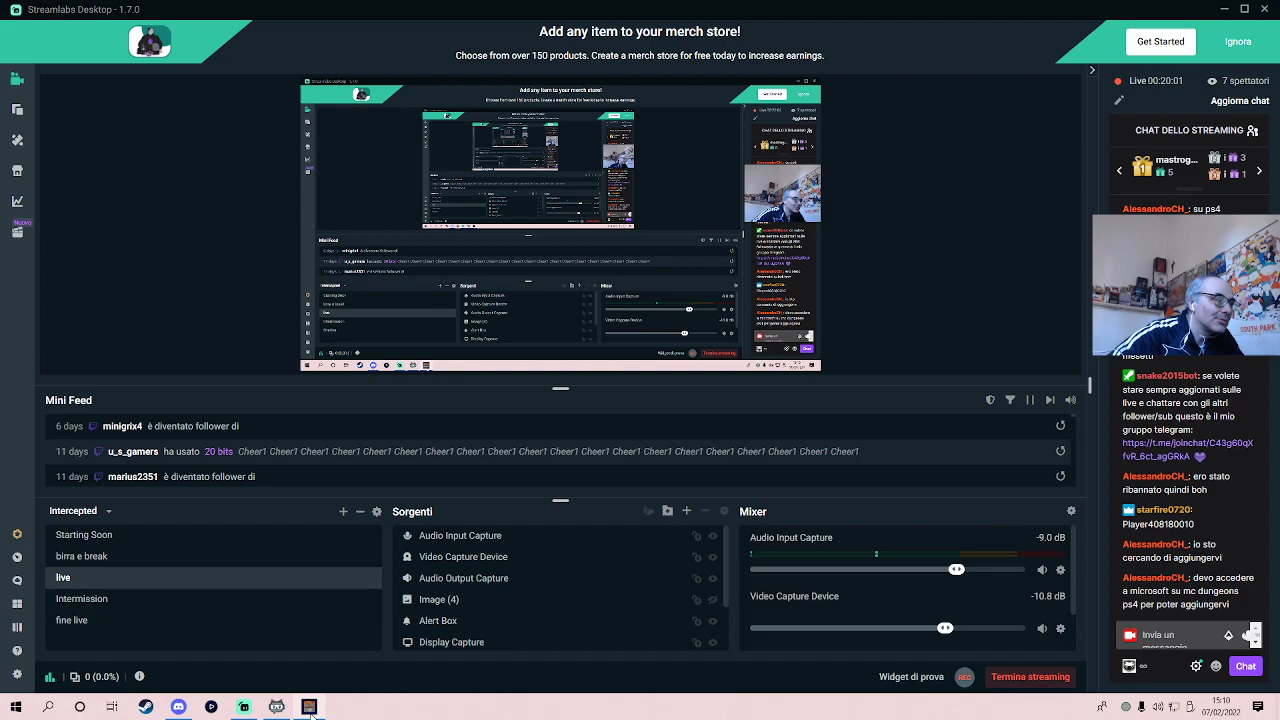 Streamlabs Desktop - 1.7.0
Add any item to your merch store!
Choose from over 150 products. Create a merch store for free today to increase earnings.
Get Started
Ignora
Live 00:20:01
7 spettatori
Aggiorna chat
CHAT DELLO STREAMING
1
mastrog...
5
3
1
AlessandroCH_: su ps4
Nuovo
SOUTH PARK
messetti
snake2015bot: se volete
stare sempre aggiornati sulle
live e chattare con gli altri
follower/sub questo è il mio
gruppo telegram:
https://t.me/joinchat/C43g60qX
fvR_6ct_agGRkA
AlessandroCH_: ero stato
ribannato quindi boh
starfire0720:
Player408180010
AlessandroCH_: io sto
cercando di aggiungervi
AlessandroCH_: devo accedere
a microsoft su mc dungeons
ps4 per poter aggiungervi
Invia un
messaggio
Chat
Mini Feed
6 days minigrix4 è diventato follower di
11 days u_s_gamers ha usato 20 bits Cheer1 Cheer1 Cheer1 Cheer1 Cheer1 Cheer1 Cheer1 Cheer1 Cheer1 Cheer1 Cheer1 Cheer1 Cheer1 Cheer1 Cheer1 Cheer1 Cheer1 Cheer1 Cheer1 Cheer1
11 days marius2351 è diventato follower di
Intercepted
Starting Soon
birra e break
live
Intermission
fine live
Sorgenti
Audio Input Capture
Video Capture Device
Audio Output Capture
Image (4)
Alert Box
Display Capture
Mixer
Audio Input Capture -9.0 dB
Video Capture Device -10.8 dB
0 (0.0%)
Widget di prova
REC
Termina streaming
15:10
07/02/2022